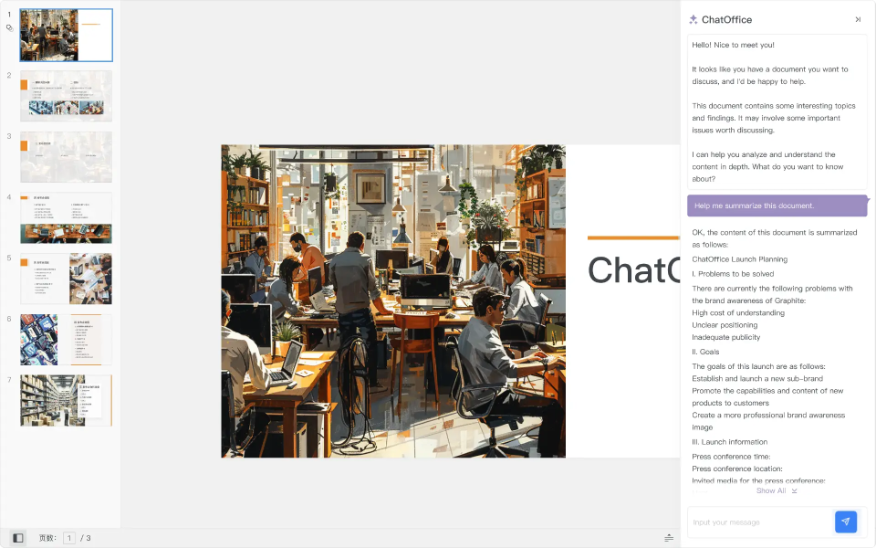 1
2
3
4
5
6
7
ChatO
页数: 1 / 3
ChatOffice
Hello! Nice to meet you!
It looks like you have a document you want to
discuss, and I'd be happy to help.
This document contains some interesting topics
and findings. It may involve some important
issues worth discussing.
I can help you analyze and understand the
content in depth. What do you want to know
about?
Help me summarize this document.
OK, the content of this document is summarized
as follows:
ChatOffice Launch Planning
I. Problems to be solved
There are currently the following problems with
the brand awareness of Graphite:
High cost of understanding
Unclear positioning
Inadequate publicity
II. Goals
The goals of this launch are as follows:
Establish and launch a new sub-brand
Promote the capabilities and content of new
products to customers
Create a more professional brand awareness
image
III. Launch information
Press conference time:
Press conference location:
Invited media for the press conference:
Show All
Input your message